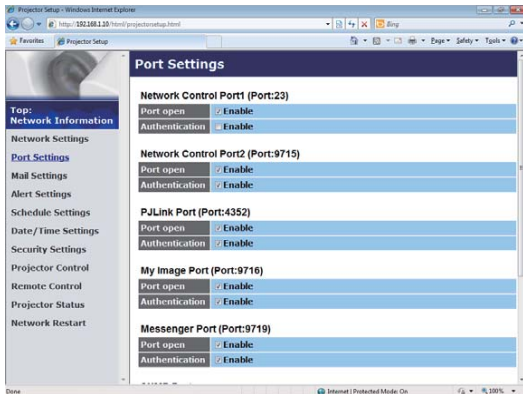 Projector Setup - Windows Internet Explorer
http://192.168.1.10/html/projectorsetup.html
Bing
Favorites Projector Setup Page Safety Tools
Port Settings
Top:
Network Information
Network Settings
Port Settings
Mail Settings
Alert Settings
Schedule Settings
Date/Time Settings
Security Settings
Projector Control
Remote Control
Projector Status
Network Restart
Network Control Port1 (Port:23)
Port open Enable
Authentication Enable
Network Control Port2 (Port:9715)
Port open Enable
Authentication Enable
PJLink Port (Port:4352)
Port open Enable
Authentication Enable
My Image Port (Port:9716)
Port open Enable
Authentication Enable
Messenger Port (Port:9719)
Port open Enable
Authentication Enable
Done Internet | Protected Mode: On 100%